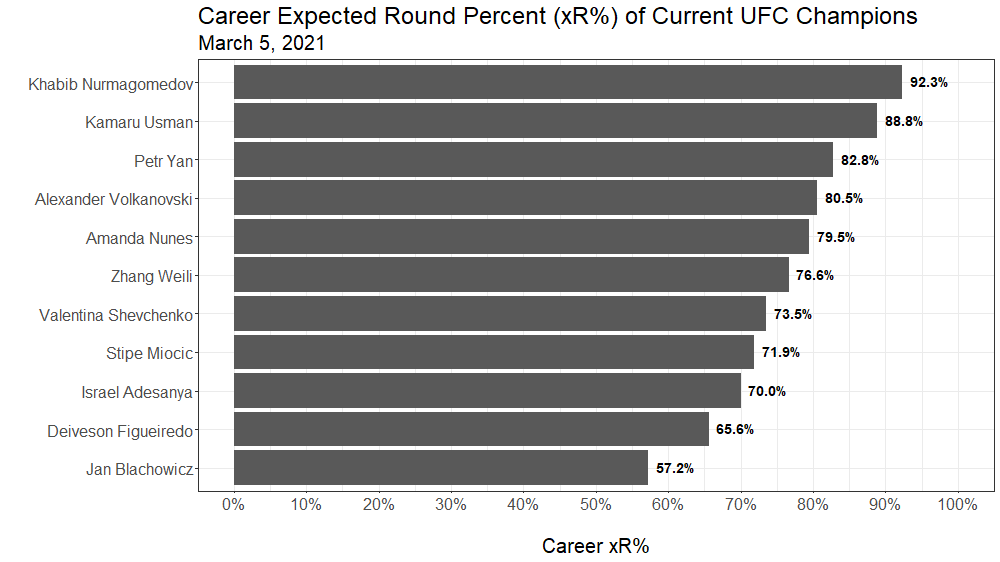 Career Expected Round Percent (xR%) of Current UFC Champions
March 5, 2021
Khabib Nurmagomedov 92.3%
Kamaru Usman 88.8%
Petr Yan 82.8%
Alexander Volkanovski 80.5%
Amanda Nunes 79.5%
Zhang Weili 76.6%
Valentina Shevchenko 73.5%
Stipe Miocic 71.9%
Israel Adesanya 70.0%
Deiveson Figueiredo 65.6%
Jan Blachowicz 57.2%
0% 10% 20% 30% 40% 50% 60% 70% 80% 90% 100%
Career xR%